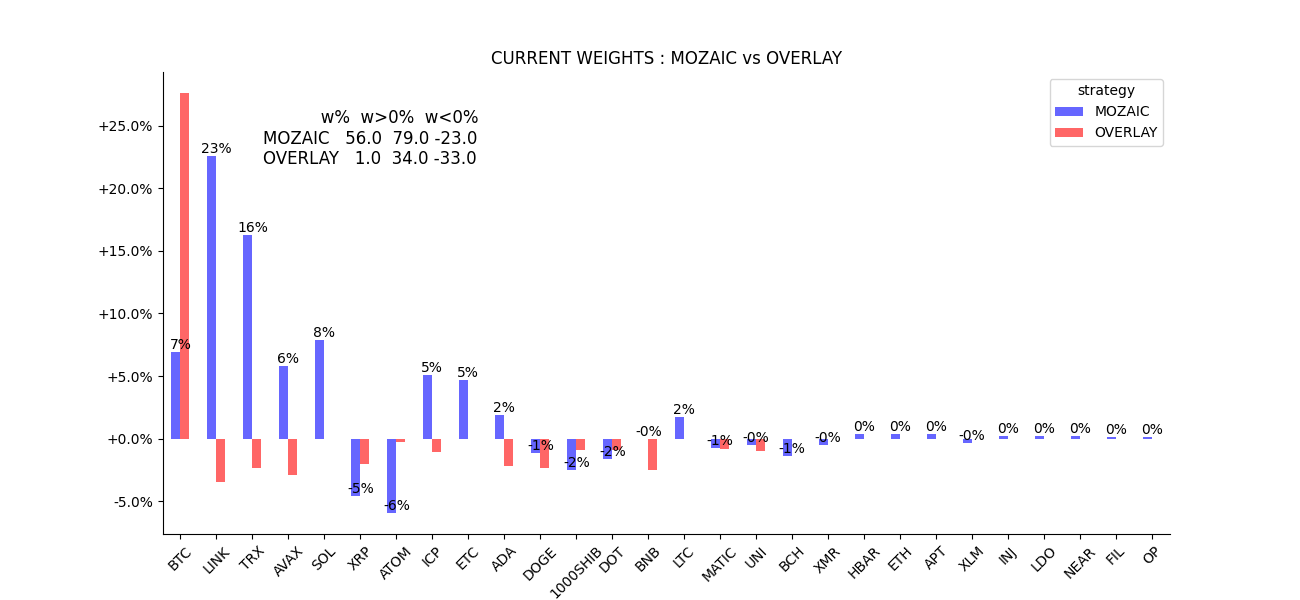 CURRENT WEIGHTS : MOZAIC vs OVERLAY
strategy
MOZAIC
OVERLAY
w% w>0% w<0%
MOZAIC 56.0 79.0 -23.0
OVERLAY 1.0 34.0 -33.0
+25.0%
+20.0%
+15.0%
+10.0%
+5.0%
+0.0%
-5.0%
7%
23%
16%
6%
8%
-5%
-6%
5%
5%
2%
-1%
-2%
-2%
-0%
2%
-1%
-0%
-1%
-0%
0%
0%
0%
-0%
0%
0%
0%
0%
0%
BTC
LINK
TRX
AVAX
SOL
XRP
ATOM
ICP
ETC
ADA
DOGE
1000SHIB
DOT
BNB
LTC
MATIC
UNI
BCH
XMR
HBAR
ETH
APT
XLM
INJ
LDO
NEAR
FIL
OP